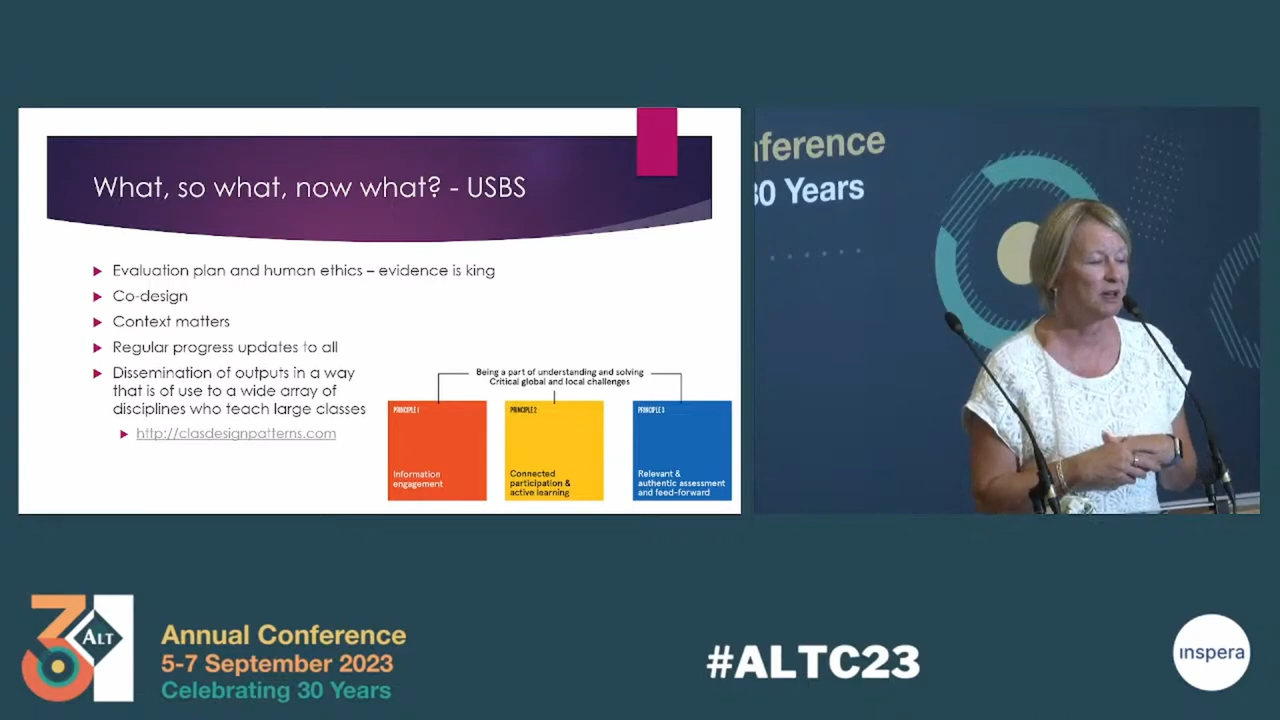 What, so what, now what? - USBS
Evaluation plan and human ethics – evidence is king
Co-design
Context matters
Regular progress updates to all
Dissemination of outputs in a way
that is of use to a wide array of
disciplines who teach large classes
http://clasdesignpatterns.com
Being a part of understanding and solving
Critical global and local challenges
PRINCIPLE 1
Information
engagement
PRINCIPLE 2
Connected
participation &
active learning
PRINCIPLE 3
Relevant &
authentic assessment
and feed-forward
nference
30 Years
ALT
Annual Conference
5-7 September 2023
Celebrating 30 Years
#ALTC23
inspera